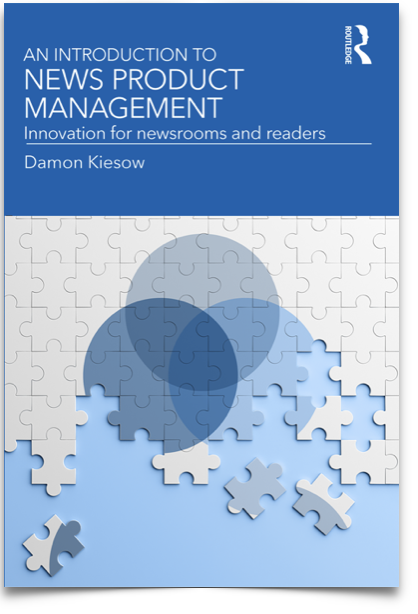 AN INTRODUCTION TO
NEWS PRODUCT
MANAGEMENT
Innovation for newsrooms and readers
Damon Kiesow
ROUTLEDGE